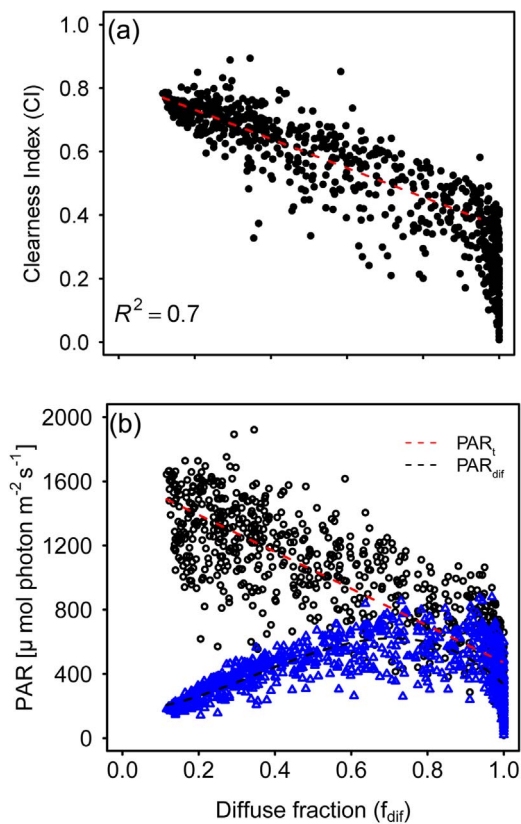 (a)
Clearness Index (CI)
1.0
0.8
0.6
0.4
0.2
0.0
R² = 0.7
(b)
PAR [μ mol photon m⁻² s⁻¹]
2000
1600
1200
800
400
0
PARₜ
PAR_dif
0.0 0.2 0.4 0.6 0.8 1.0
Diffuse fraction (f_dif)